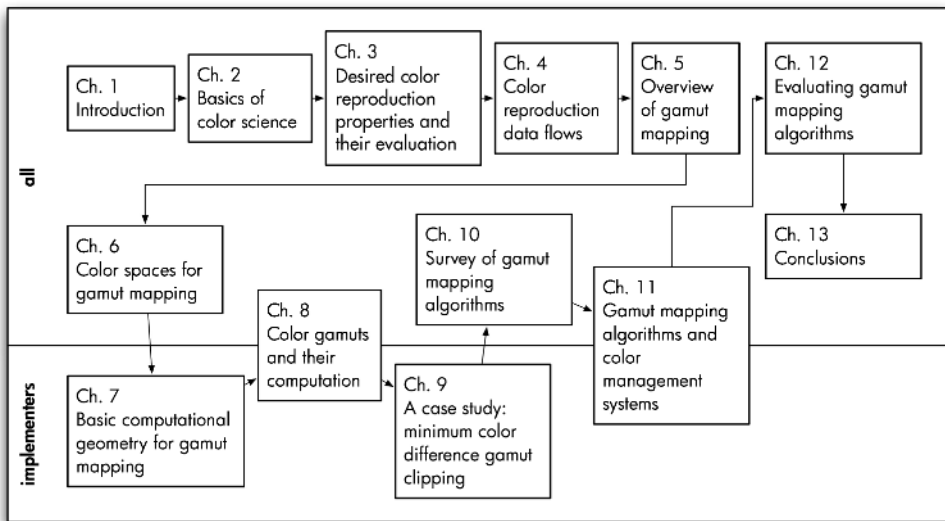 all
implementers
Ch. 1
Introduction
Ch. 2
Basics of
color science
Ch. 3
Desired color
reproduction
properties and
their evaluation
Ch. 4
Color
reproduction
data flows
Ch. 5
Overview
of gamut
mapping
Ch. 6
Color spaces for
gamut mapping
Ch. 7
Basic computational
geometry for gamut
mapping
Ch. 8
Color gamuts
and their
computation
Ch. 9
A case study:
minimum color
difference gamut
clipping
Ch. 10
Survey of gamut
mapping
algorithms
Ch. 11
Gamut mapping
algorithms and
color
management
systems
Ch. 12
Evaluating gamut
mapping
algorithms
Ch. 13
Conclusions